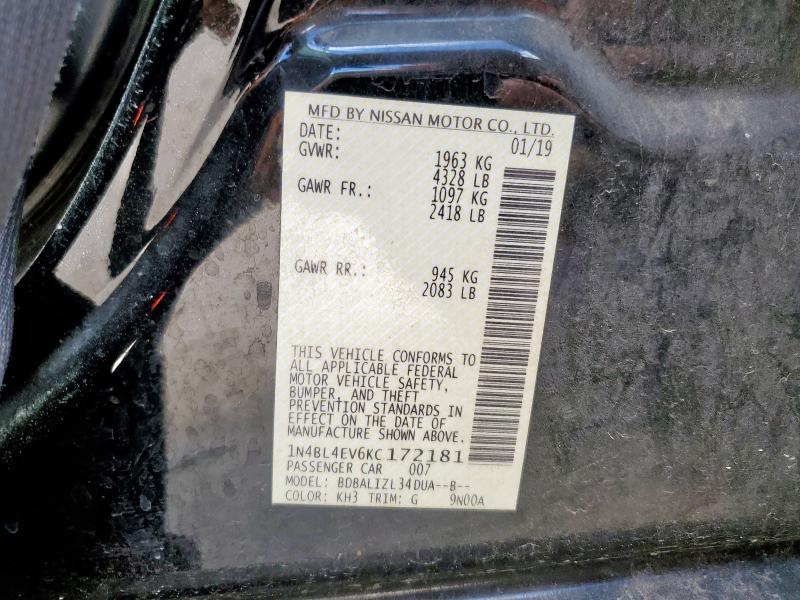 MFD BY NISSAN MOTOR CO., LTD.
DATE: 01/19
GVWR: 1963 KG
4328 LB
GAWR FR.: 1097 KG
2418 LB
GAWR RR.: 945 KG
2083 LB
THIS VEHICLE CONFORMS TO
ALL APPLICABLE FEDERAL
MOTOR VEHICLE SAFETY,
BUMPER, AND THEFT
PREVENTION STANDARDS IN
EFFECT ON THE DATE OF
MANUFACTURE SHOWN ABOVE.
1N4BL4EV6KC172181
PASSENGER CAR 007
MODEL: BDBALIZL34DUA--B--
COLOR: KH3 TRIM: G 9N00A